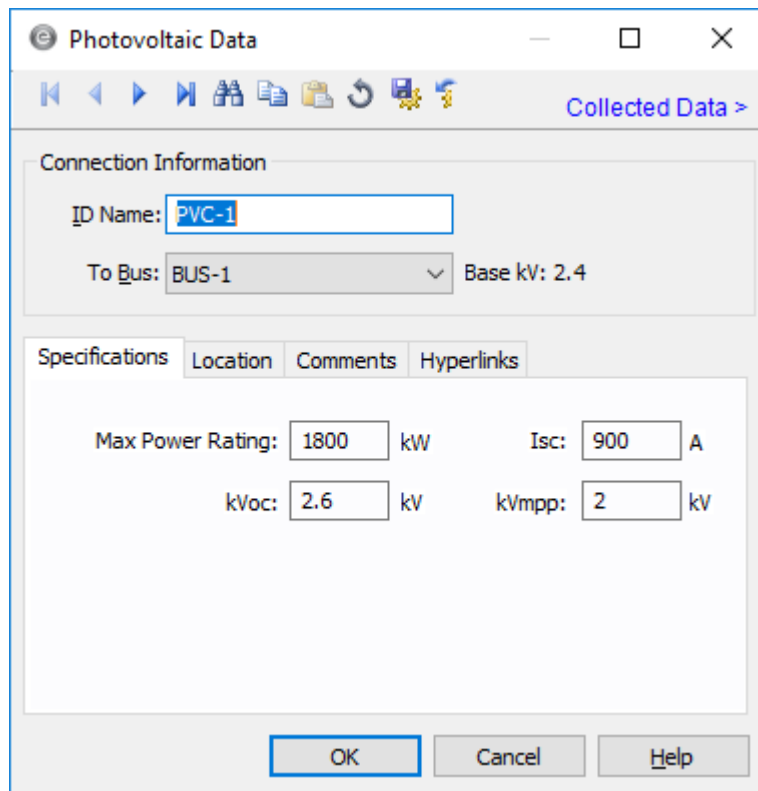 Photovoltaic Data
Collected Data >
Connection Information
ID Name: PVC-1
To Bus: BUS-1 Base kV: 2.4
Specifications Location Comments Hyperlinks
Max Power Rating: 1800 kW Isc: 900 A
kVoc: 2.6 kV kVmpp: 2 kV
OK Cancel Help